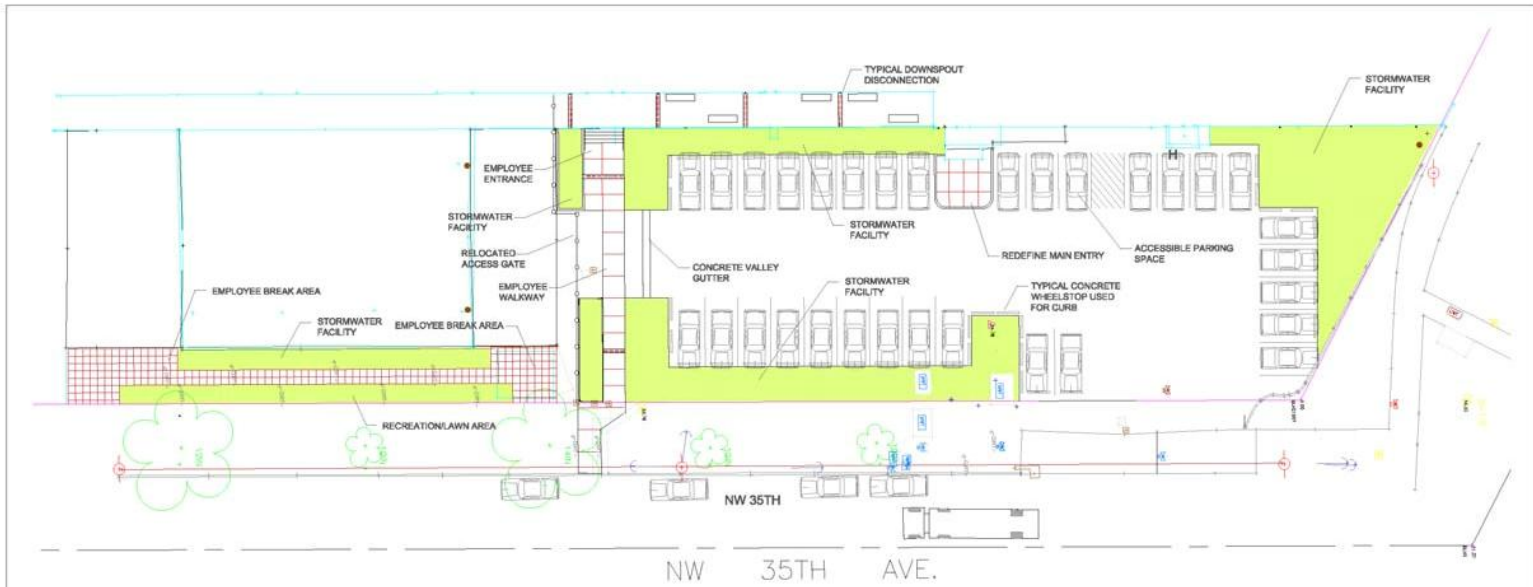 TYPICAL DOWNSPOUT
DISCONNECTION
STORMWATER
FACILITY
EMPLOYEE
ENTRANCE
STORMWATER
FACILITY
RELOCATED
ACCESS GATE
EMPLOYEE
WALKWAY
CONCRETE VALLEY
GUTTER
STORMWATER
FACILITY
STORMWATER
FACILITY
H
REDEFINE MAIN ENTRY
ACCESSIBLE PARKING
SPACE
TYPICAL CONCRETE
WHEELSTOP USED
FOR CURB
EMPLOYEE BREAK AREA
STORMWATER
FACILITY
EMPLOYEE BREAK AREA
RECREATION/LAWN AREA
NW 35TH
NW 35TH AVE.